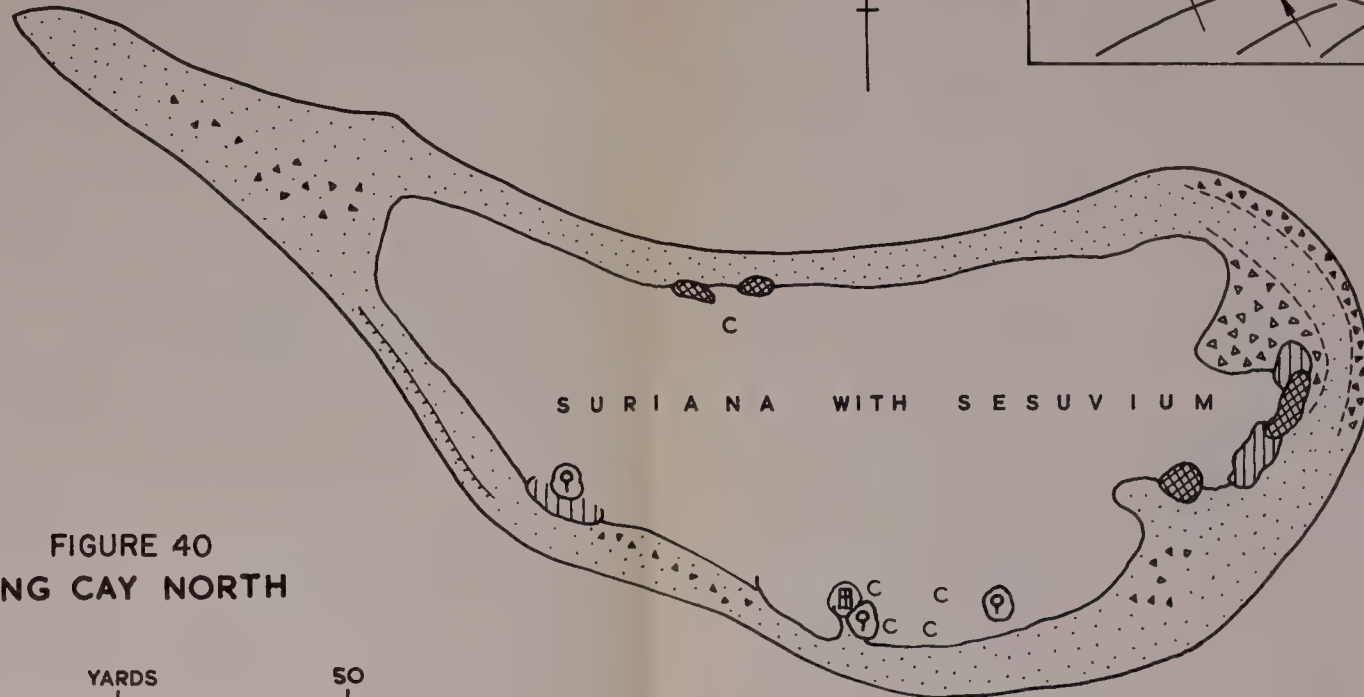 C
SURIANA WITH SESUVIUM
FIGURE 40
NG CAY NORTH
C C
C C
YARDS 50